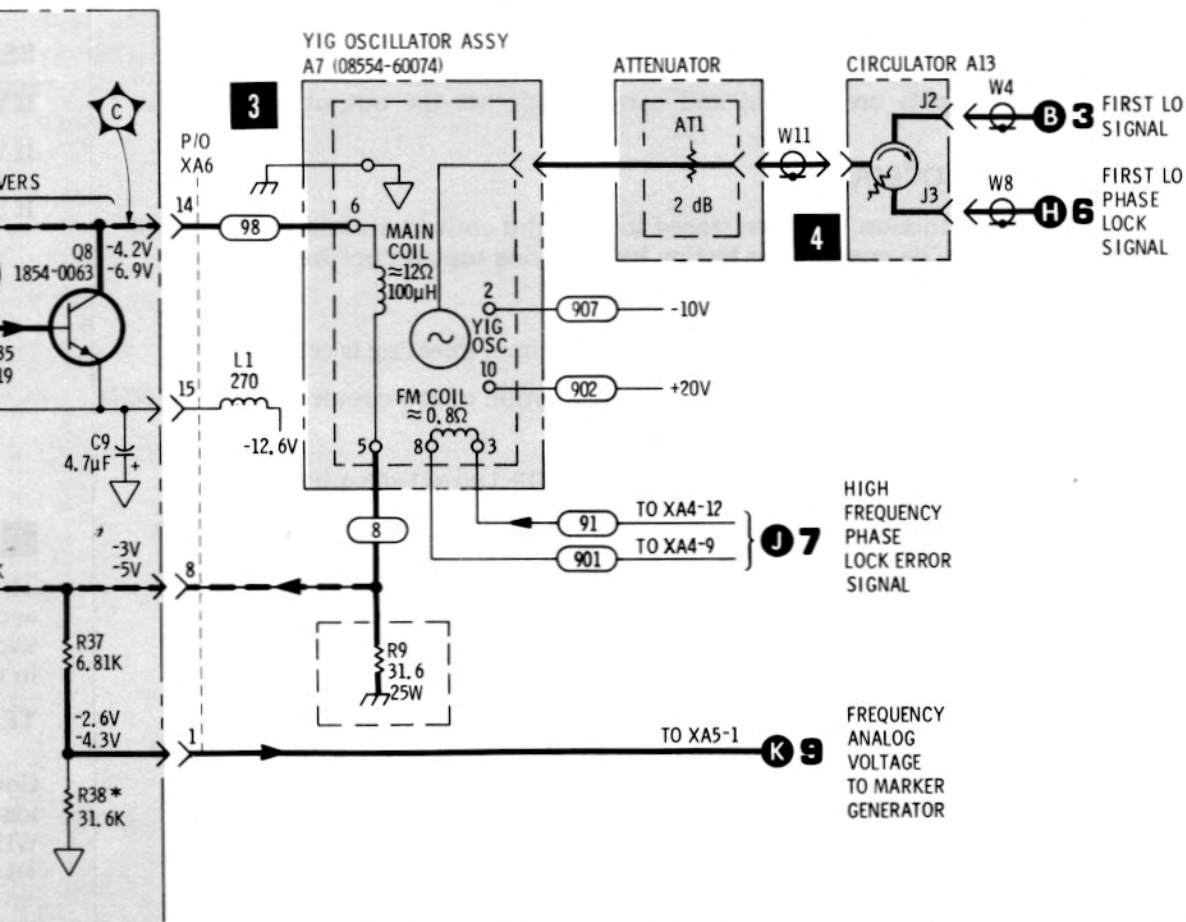 YIG OSCILLATOR ASSY
A7 (08554-60074)
3
ATTENUATOR
AT1
2 dB
W11
4
CIRCULATOR A13
J2
J3
W4
B 3
FIRST LO
SIGNAL
W8
H 6
FIRST LO
PHASE
LOCK
SIGNAL
C
P/O
XA6
VERS
14
98
6
Q8
1854-0063
-4.2V
-6.9V
MAIN
COIL
≈12Ω
100µH
2
YIG
OSC
10
907
-10V
902
+20V
35
19
15
L1
270
-12.6V
C9
4.7µF
+
FM COIL
≈ 0.8Ω
5
8
3
8
91
TO XA4-12
901
TO XA4-9
J 7
HIGH
FREQUENCY
PHASE
LOCK ERROR
SIGNAL
K
-3V
-5V
8
R37
6.81K
R9
31.6
25W
-2.6V
-4.3V
1
TO XA5-1
K 9
FREQUENCY
ANALOG
VOLTAGE
TO MARKER
GENERATOR
R38*
31.6K